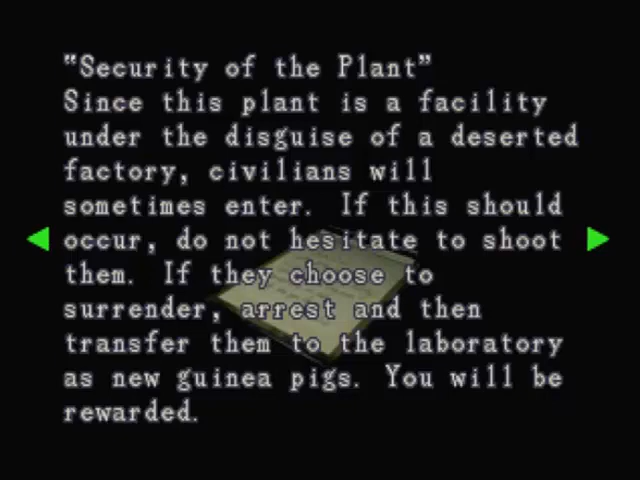 "Security of the Plant"
Since this plant is a facility
under the disguise of a deserted
factory, civilians will
sometimes enter. If this should
occur, do not hesitate to shoot
them. If they choose to
surrender, arrest and then
transfer them to the laboratory
as new guinea pigs. You will be
rewarded.